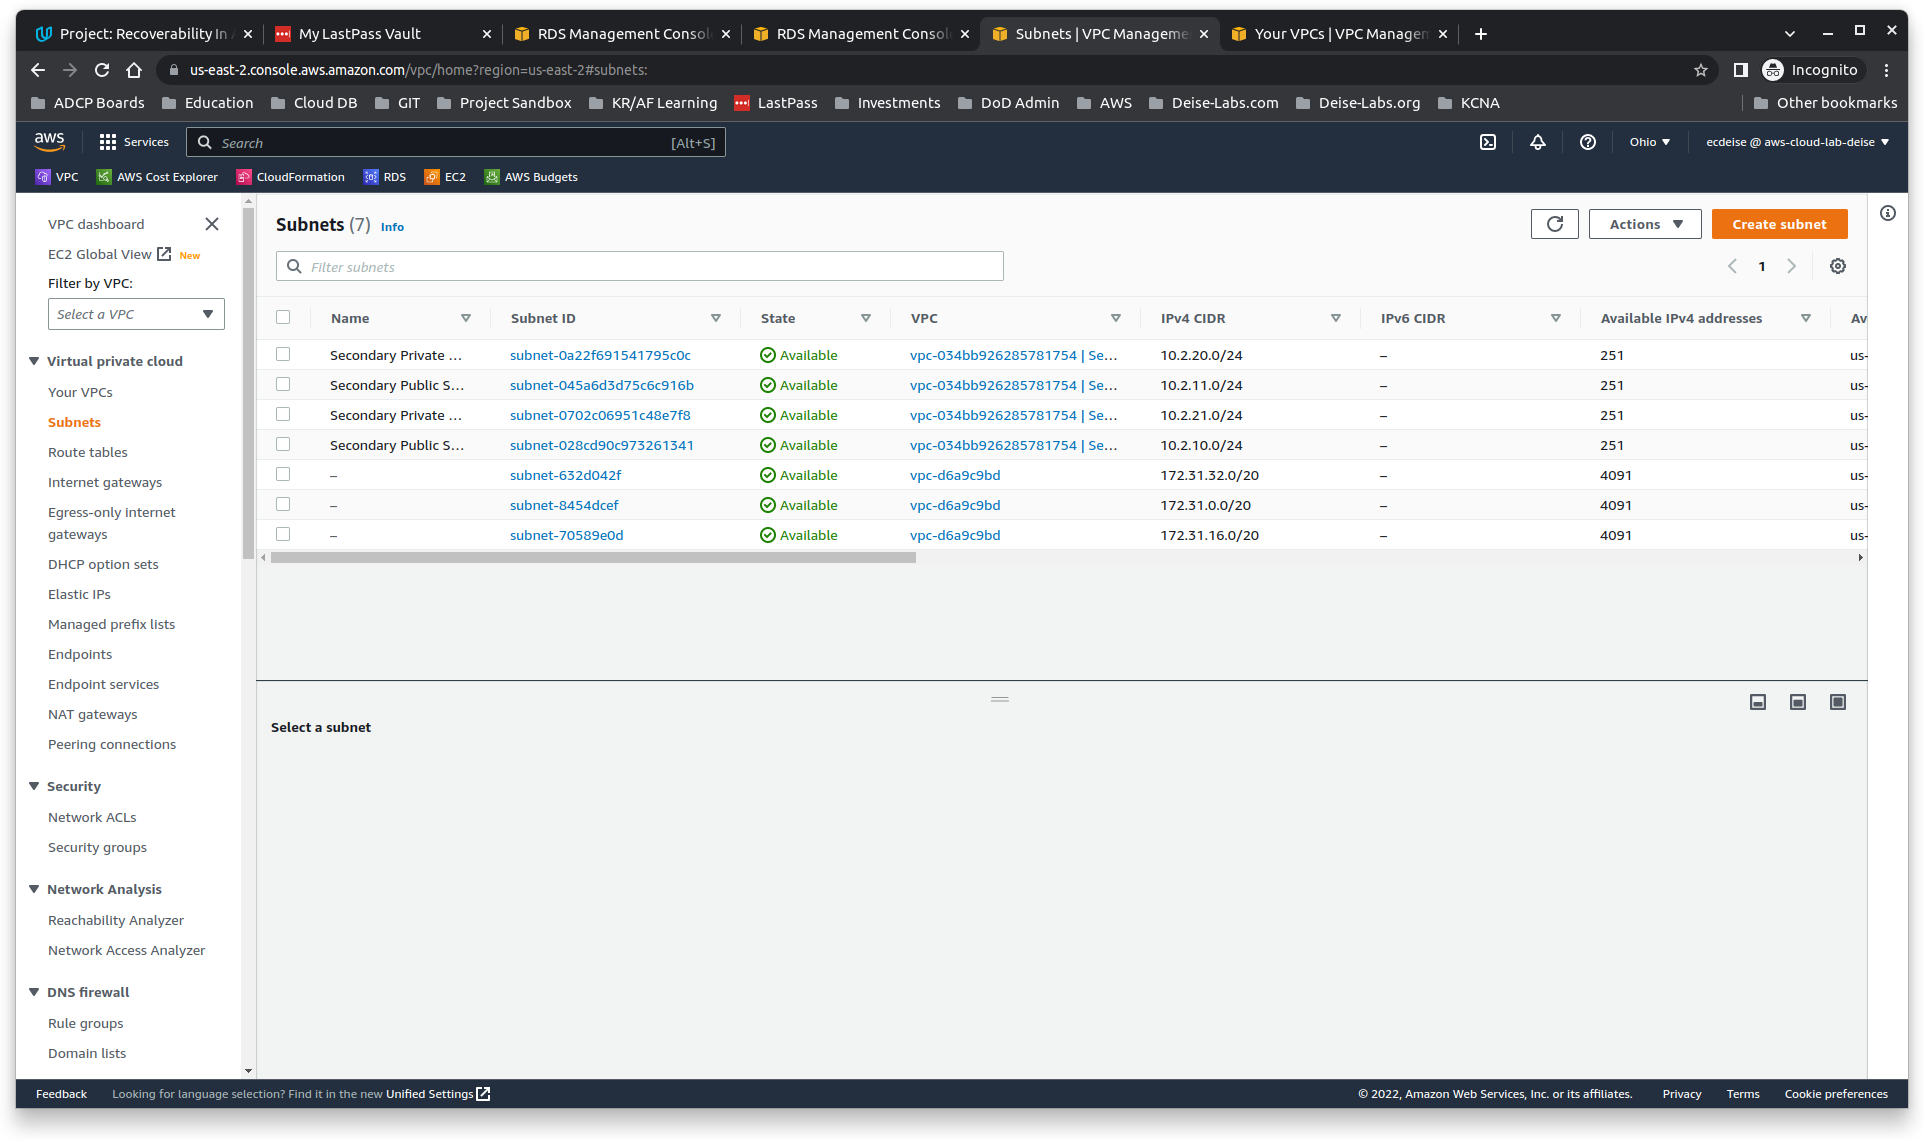 Project: Recoverability In A
My LastPass Vault
RDS Management Consol
RDS Management Consol
Subnets | VPC Manageme
Your VPCs | VPC Manager
us-east-2.console.aws.amazon.com/vpc/home?region=us-east-2#subnets:
Incognito
ADCP Boards
Education
Cloud DB
GIT
Project Sandbox
KR/AF Learning
LastPass
Investments
DoD Admin
AWS
Deise-Labs.com
Deise-Labs.org
KCNA
Other bookmarks
aws
Services
Search
[Alt+S]
Ohio
ecdeise @ aws-cloud-lab-deise
VPC
AWS Cost Explorer
CloudFormation
RDS
EC2
AWS Budgets
VPC dashboard
EC2 Global View New
Filter by VPC:
Select a VPC
Virtual private cloud
Your VPCs
Subnets
Route tables
Internet gateways
Egress-only internet
gateways
DHCP option sets
Elastic IPs
Managed prefix lists
Endpoints
Endpoint services
NAT gateways
Peering connections
Security
Network ACLs
Security groups
Network Analysis
Reachability Analyzer
Network Access Analyzer
DNS firewall
Rule groups
Domain lists
Subnets (7) Info
Actions
Create subnet
Filter subnets
1
Name Subnet ID State VPC IPv4 CIDR IPv6 CIDR Available IPv4 addresses Av
Secondary Private ... subnet-0a22f691541795c0c Available vpc-034bb926285781754 | Se... 10.2.20.0/24 – 251 us-
Secondary Public S... subnet-045a6d3d75c6c916b Available vpc-034bb926285781754 | Se... 10.2.11.0/24 – 251 us-
Secondary Private ... subnet-0702c06951c48e7f8 Available vpc-034bb926285781754 | Se... 10.2.21.0/24 – 251 us-
Secondary Public S... subnet-028cd90c973261341 Available vpc-034bb926285781754 | Se... 10.2.10.0/24 – 251 us-
– subnet-632d042f Available vpc-d6a9c9bd 172.31.32.0/20 – 4091 us-
– subnet-8454dcef Available vpc-d6a9c9bd 172.31.0.0/20 – 4091 us-
– subnet-70589e0d Available vpc-d6a9c9bd 172.31.16.0/20 – 4091 us-
Select a subnet
Feedback
Looking for language selection? Find it in the new Unified Settings
© 2022, Amazon Web Services, Inc. or its affiliates.
Privacy
Terms
Cookie preferences